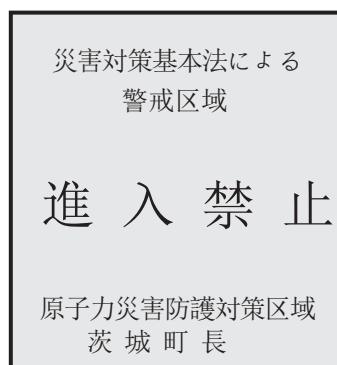 災害対策基本法による
警戒区域
進入禁止
原子力災害防護対策区域
茨城町長